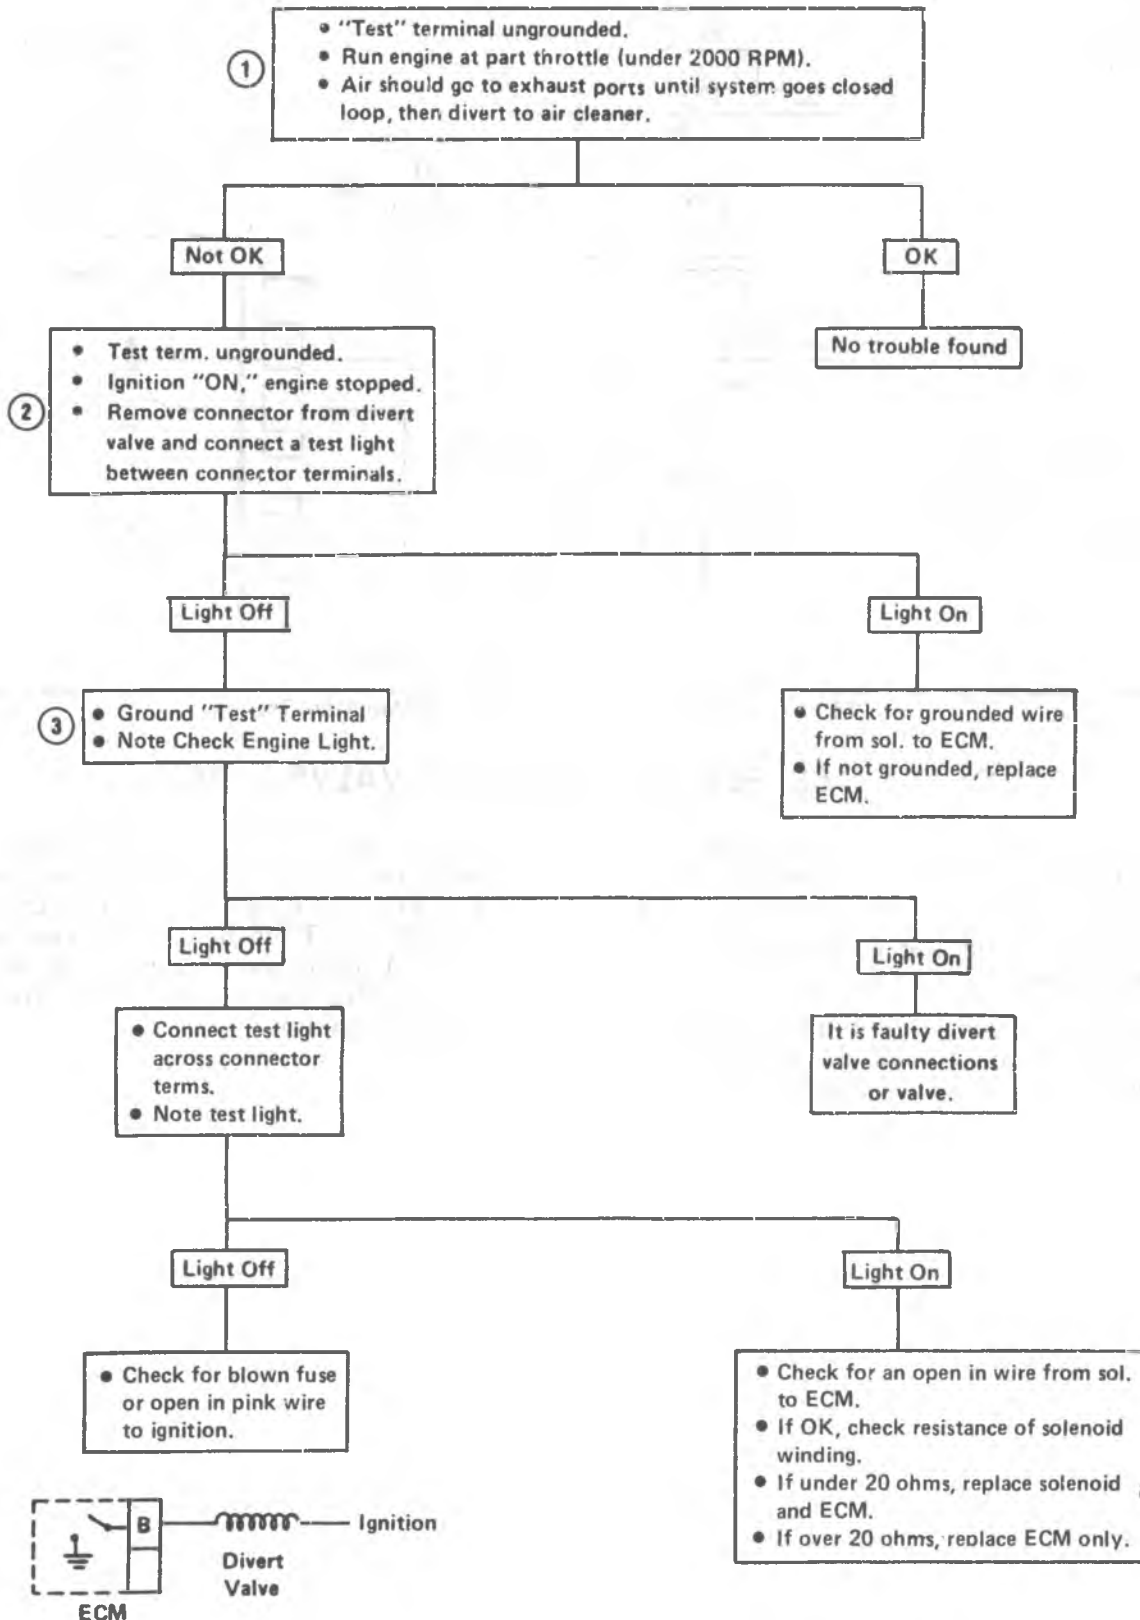 1
• "Test" terminal ungrounded.
• Run engine at part throttle (under 2000 RPM).
• Air should go to exhaust ports until system goes closed
loop, then divert to air cleaner.
Not OK
OK
2
• Test term. ungrounded.
• Ignition "ON," engine stopped.
• Remove connector from divert
valve and connect a test light
between connector terminals.
No trouble found
Light Off
Light On
3
• Ground "Test" Terminal
• Note Check Engine Light.
• Check for grounded wire
from sol. to ECM.
• If not grounded, replace
ECM.
Light Off
Light On
• Connect test light
across connector
terms.
• Note test light.
It is faulty divert
valve connections
or valve.
Light Off
Light On
• Check for blown fuse
or open in pink wire
to ignition.
• Check for an open in wire from sol.
to ECM.
• If OK, check resistance of solenoid
winding.
• If under 20 ohms, replace solenoid
and ECM.
• If over 20 ohms, replace ECM only.
B
Ignition
Divert
Valve
ECM